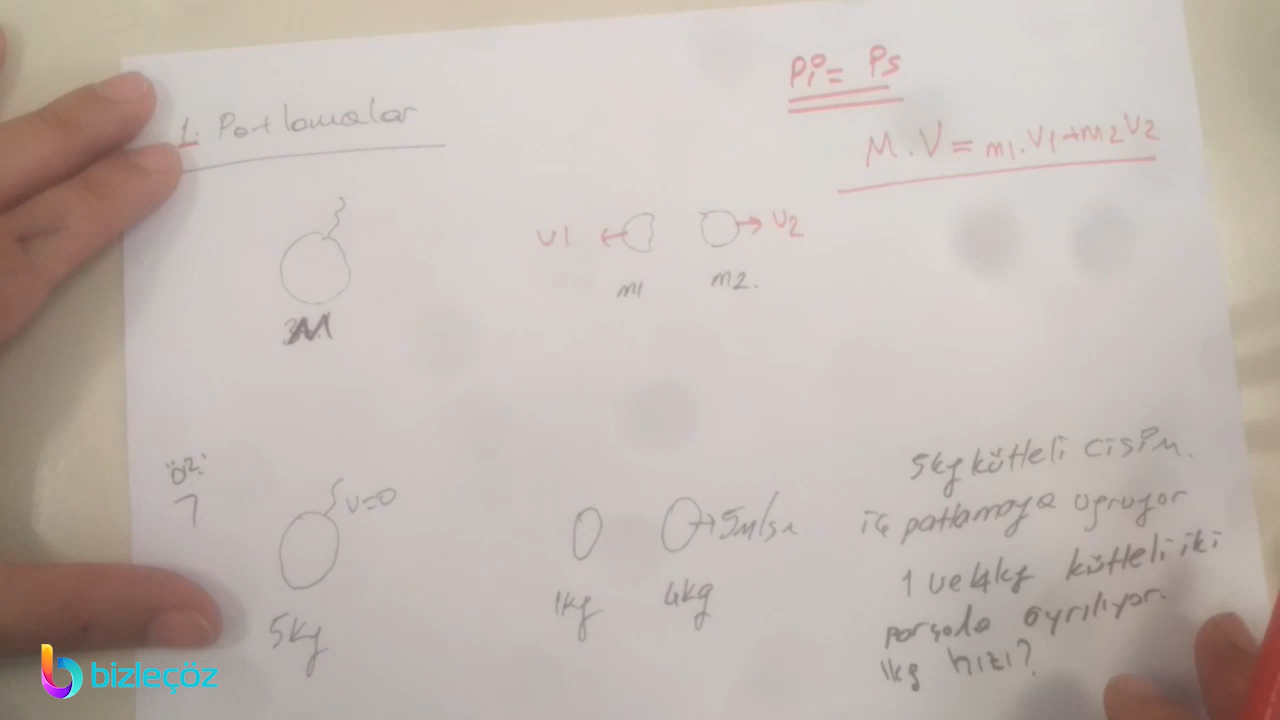 1. Patlamalar
Pi = Ps
M.V = m1.V1+m2V2
V1
V2
m1
m2.
M
ÖR:
7
V=0
5kg
1kg
4kg
5m/sn.
5kg kütleli cisim.
iç patlamaya uğruyor
1 ve 4kg kütleli iki
parçada ayrılıyor.
1kg hızı?
bizleçöz